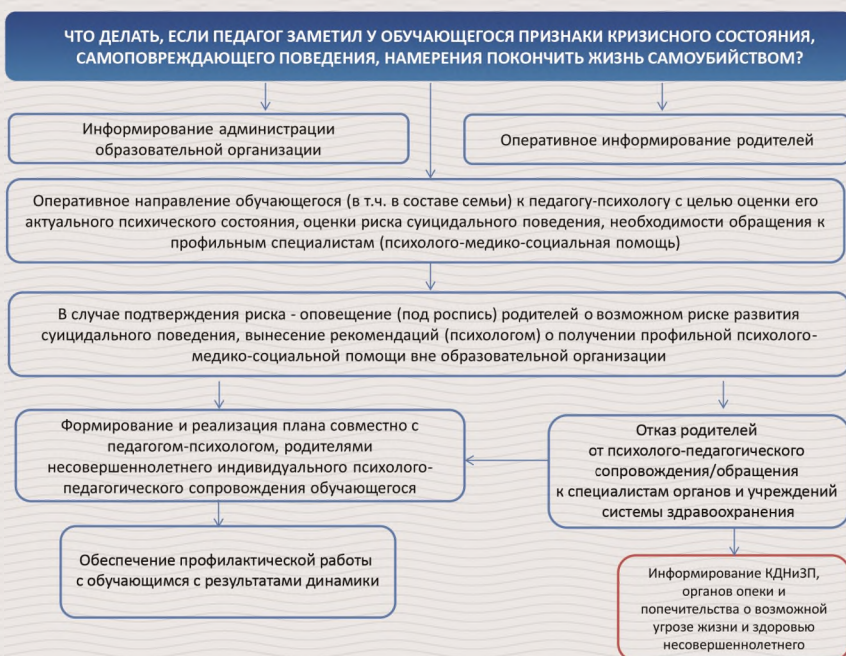 ЧТО ДЕЛАТЬ, ЕСЛИ ПЕДАГОГ ЗАМЕТИЛ У ОБУЧАЮЩЕГОСЯ ПРИЗНАКИ КРИЗИСНОГО СОСТОЯНИЯ,
САМОПОВРЕЖДАЮЩЕГО ПОВЕДЕНИЯ, НАМЕРЕНИЯ ПОКОНЧИТЬ ЖИЗНЬ САМОУБИЙСТВОМ?
Информирование администрации
образовательной организации
Оперативное информирование родителей
Оперативное направление обучающегося (в т.ч. в составе семьи) к педагогу-психологу с целью оценки его
актуального психического состояния, оценки риска суицидального поведения, необходимости обращения к
профильным специалистам (психолого-медико-социальная помощь)
В случае подтверждения риска - оповещение (под роспись) родителей о возможном риске развития
суицидального поведения, вынесение рекомендаций (психологом) о получении профильной психолого-
медико-социальной помощи вне образовательной организации
Формирование и реализация плана совместно с
педагогом-психологом, родителями
несовершеннолетнего индивидуального психолого-
педагогического сопровождения обучающегося
Отказ родителей
от психолого-педагогического
сопровождения/обращения
к специалистам органов и учреждений
системы здравоохранения
Обеспечение профилактической работы
с обучающимся с результатами динамики
Информирование КДНиЗП,
органов опеки и
попечительства о возможной
угрозе жизни и здоровью
несовершеннолетнего